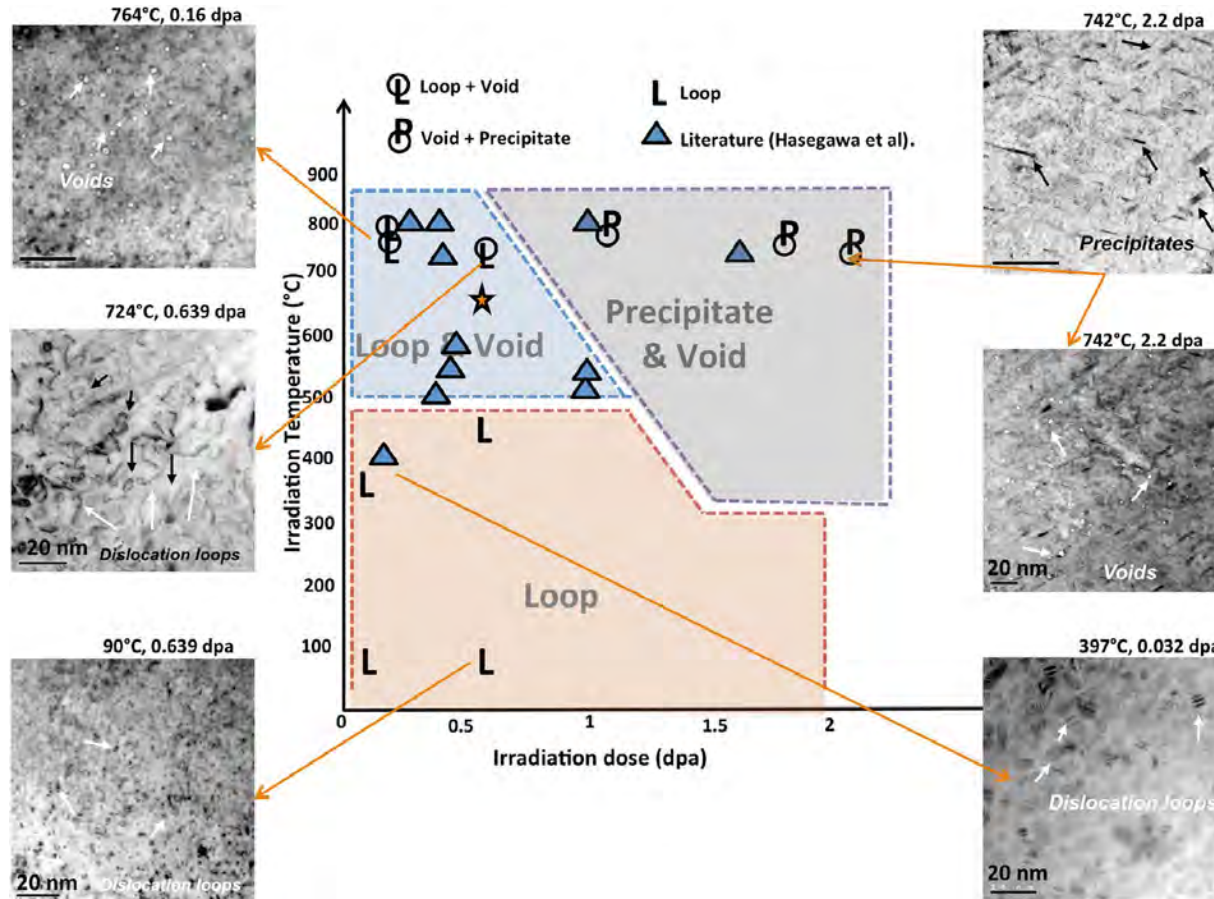 764°C, 0.16 dpa
Voids
724°C, 0.639 dpa
20 nm
Dislocation loops
90°C, 0.639 dpa
20 nm
Dislocation loops
L Loop + Void
L Loop
P Void + Precipitate
Literature (Hasegawa et al).
Irradiation Temperature (°C)
900
800
700
600
500
400
300
200
100
0
0.5
1
1.5
2
Irradiation dose (dpa)
L
L
L
P
P
P
Loop & Void
Precipitate
& Void
L
L
Loop
L
L
742°C, 2.2 dpa
Precipitates
742°C, 2.2 dpa
20 nm
Voids
397°C, 0.032 dpa
Dislocation loops
20 nm